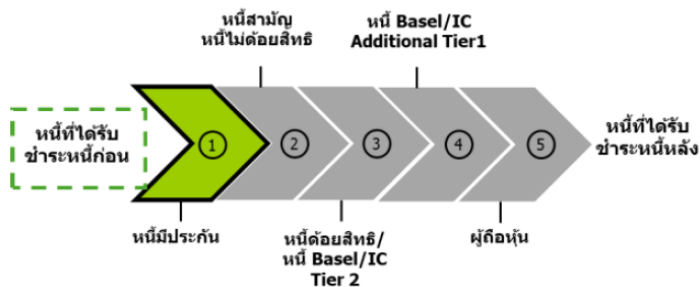 หนี้สามัญ
หนี้ไม่ด้อยสิทธิ
หนี้ Basel/IC
Additional Tier1
หนี้ที่ได้รับ
ชำระหนี้ก่อน
1
2
3
4
5
หนี้ที่ได้รับ
ชำระหนี้หลัง
หนี้มีประกัน
หนี้ด้อยสิทธิ/
หนี้ Basel/IC
Tier 2
ผู้ถือหุ้น